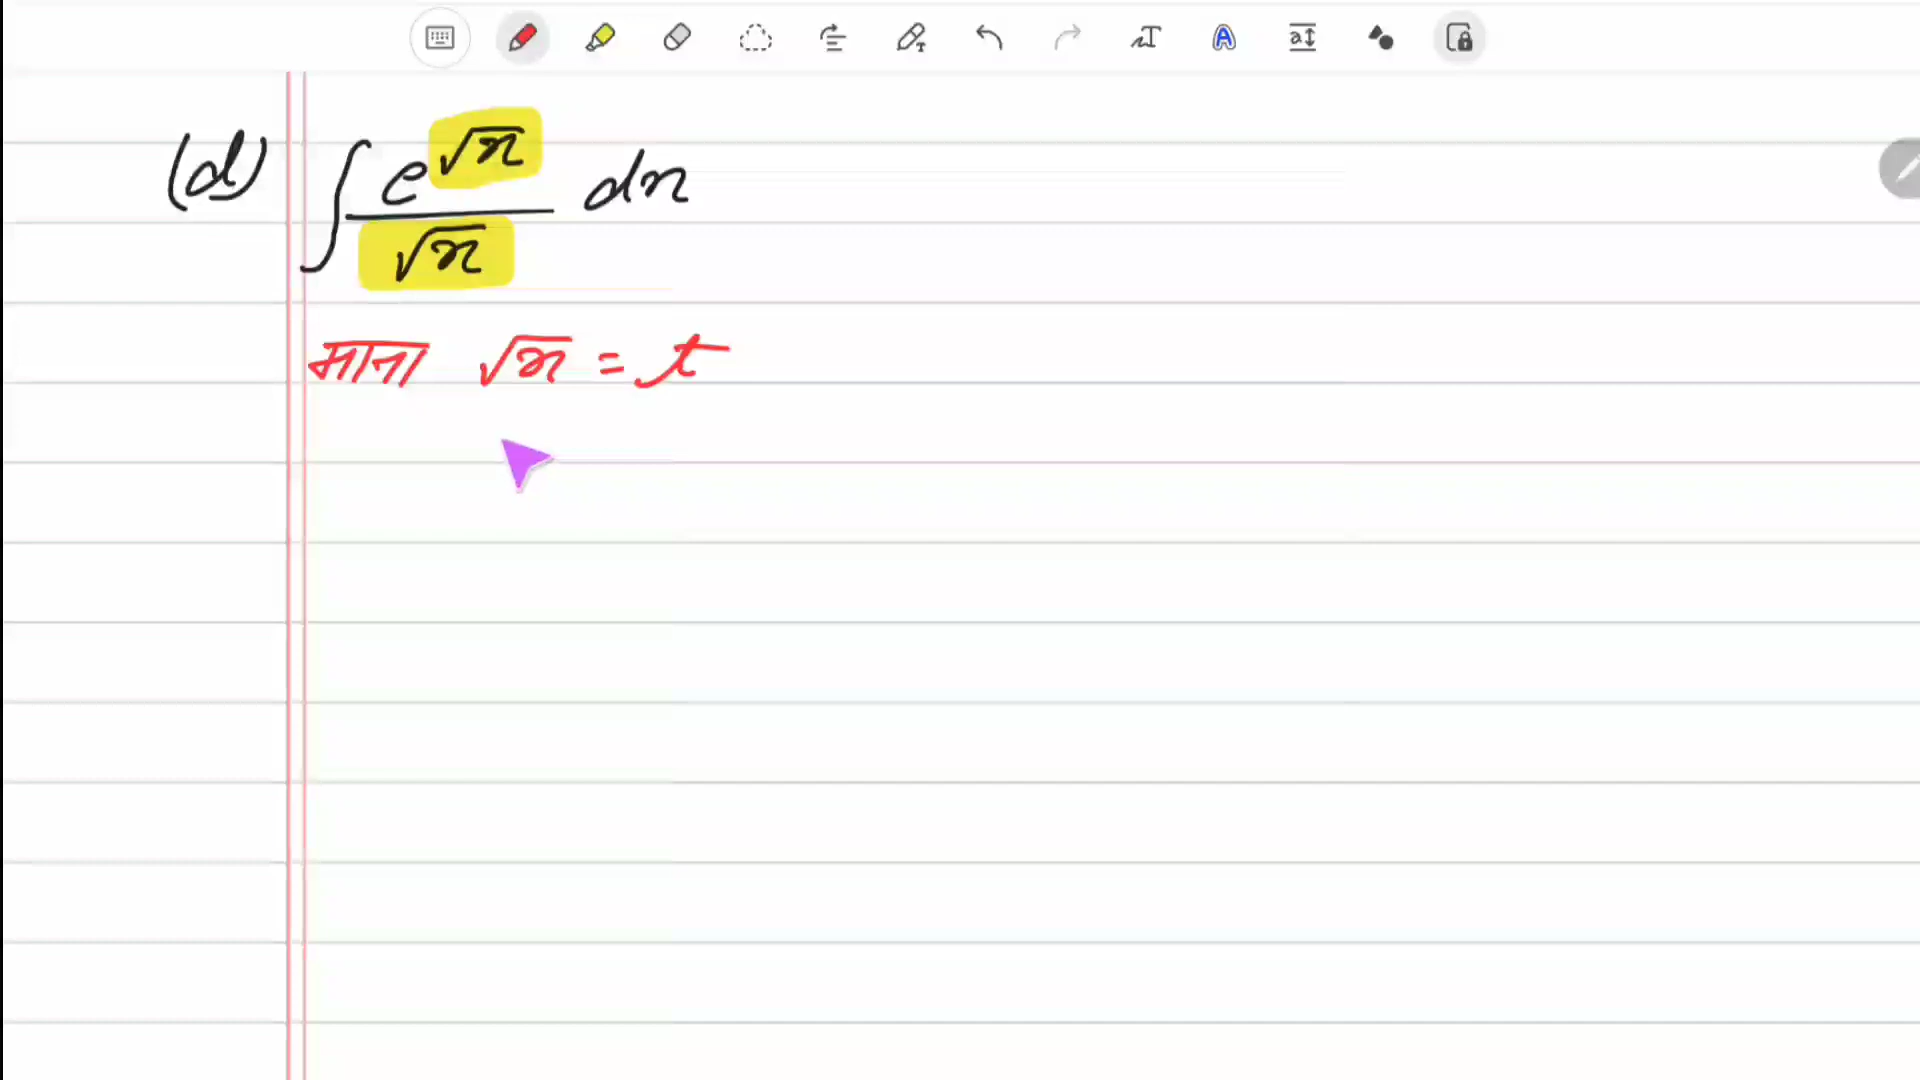 (d) ∫ e^√x / √x dx
माना √x = t